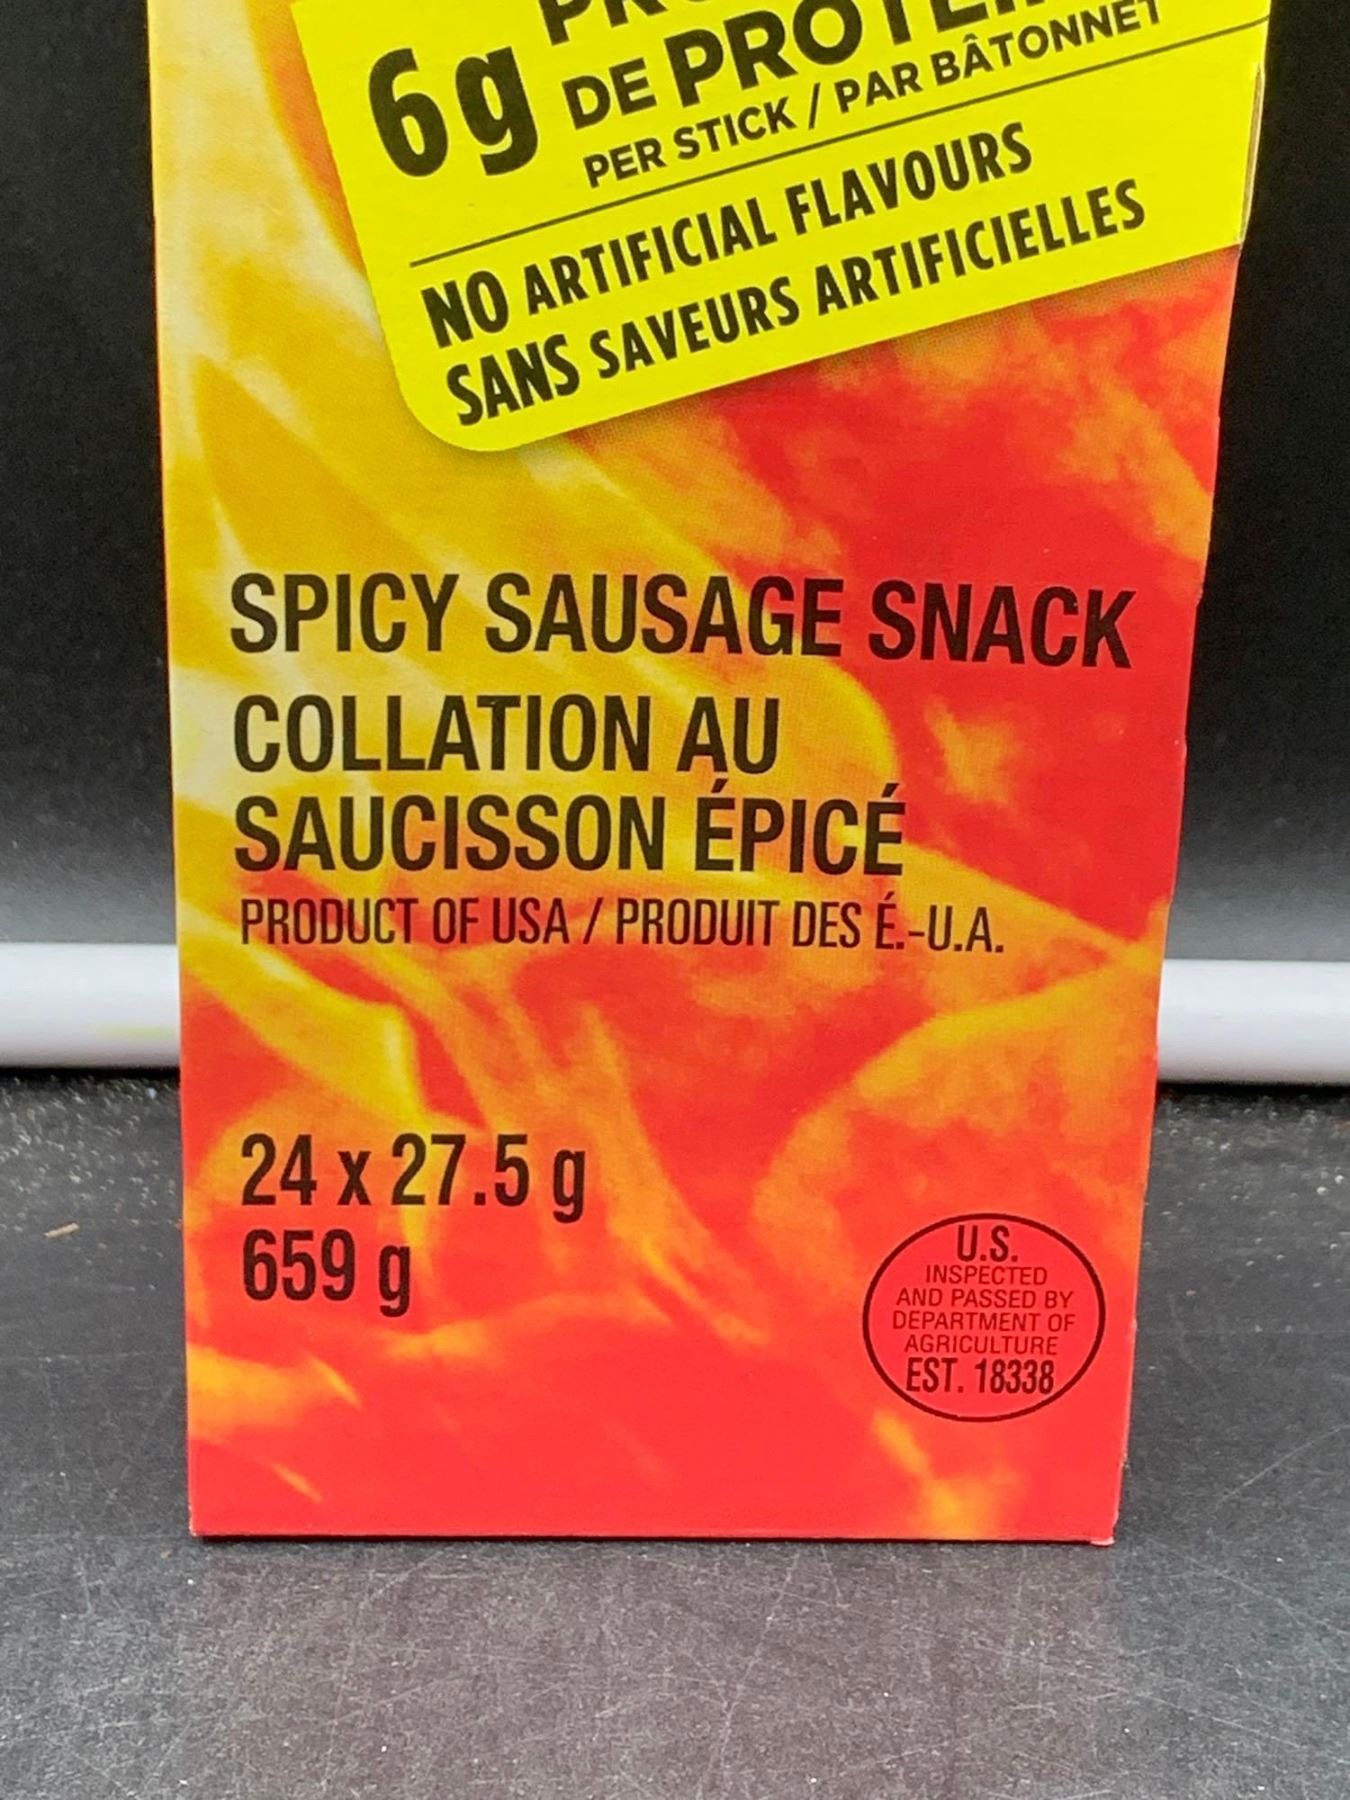 6g
DE
PER STICK / PAR BÂTONNET
NO ARTIFICIAL FLAVOURS
SANS SAVEURS ARTIFICIELLES
SPICY SAUSAGE SNACK
COLLATION AU
SAUCISSON ÉPICÉ
PRODUCT OF USA / PRODUIT DES É.-U.A.
24 x 27.5 g
659 g
U.S.
INSPECTED
AND PASSED BY
DEPARTMENT OF
AGRICULTURE
EST. 18338